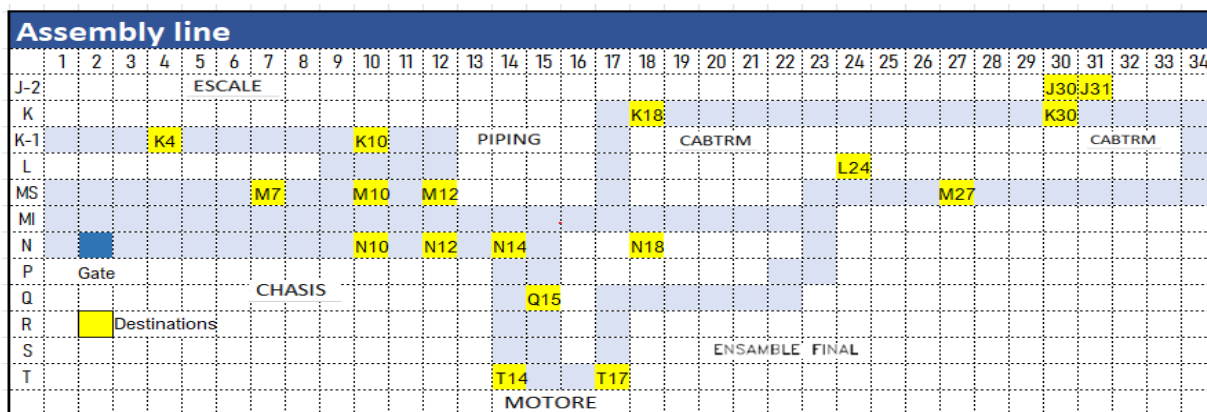 Assembly line
1 2 3 4 5 6 7 8 9 10 11 12 13 14 15 16 17 18 19 20 21 22 23 24 25 26 27 28 29 30 31 32 33 34
J-2 ESCALE J30 J31
K K18 K30
K-1 K4 K10 PIPING CABTRM CABTRM
L L24
MS M7 M10 M12 M27
MI
N N10 N12 N14 N18
P Gate
Q CHASIS Q15
R Destinations
S ENSAMBLE FINAL
T T14 T17
MOTORE